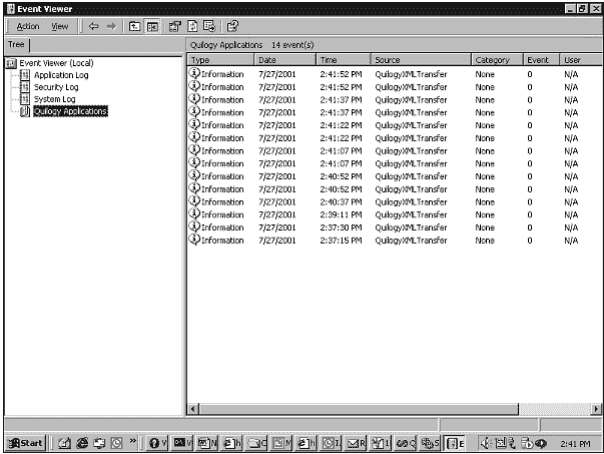 Event Viewer
Action View
Tree
Quilogy Applications 14 event(s)
Event Viewer (Local)
Application Log
Security Log
System Log
Quilogy Applications
Type Date Time Source Category Event User
Information 7/27/2001 2:41:52 PM QuilogyXMLTransfer None 0 N/A
Information 7/27/2001 2:41:52 PM QuilogyXMLTransfer None 0 N/A
Information 7/27/2001 2:41:37 PM QuilogyXMLTransfer None 0 N/A
Information 7/27/2001 2:41:37 PM QuilogyXMLTransfer None 0 N/A
Information 7/27/2001 2:41:22 PM QuilogyXMLTransfer None 0 N/A
Information 7/27/2001 2:41:22 PM QuilogyXMLTransfer None 0 N/A
Information 7/27/2001 2:41:07 PM QuilogyXMLTransfer None 0 N/A
Information 7/27/2001 2:41:07 PM QuilogyXMLTransfer None 0 N/A
Information 7/27/2001 2:40:52 PM QuilogyXMLTransfer None 0 N/A
Information 7/27/2001 2:40:52 PM QuilogyXMLTransfer None 0 N/A
Information 7/27/2001 2:40:37 PM QuilogyXMLTransfer None 0 N/A
Information 7/27/2001 2:39:11 PM QuilogyXMLTransfer None 0 N/A
Information 7/27/2001 2:37:30 PM QuilogyXMLTransfer None 0 N/A
Information 7/27/2001 2:37:15 PM QuilogyXMLTransfer None 0 N/A
Start 2:41 PM